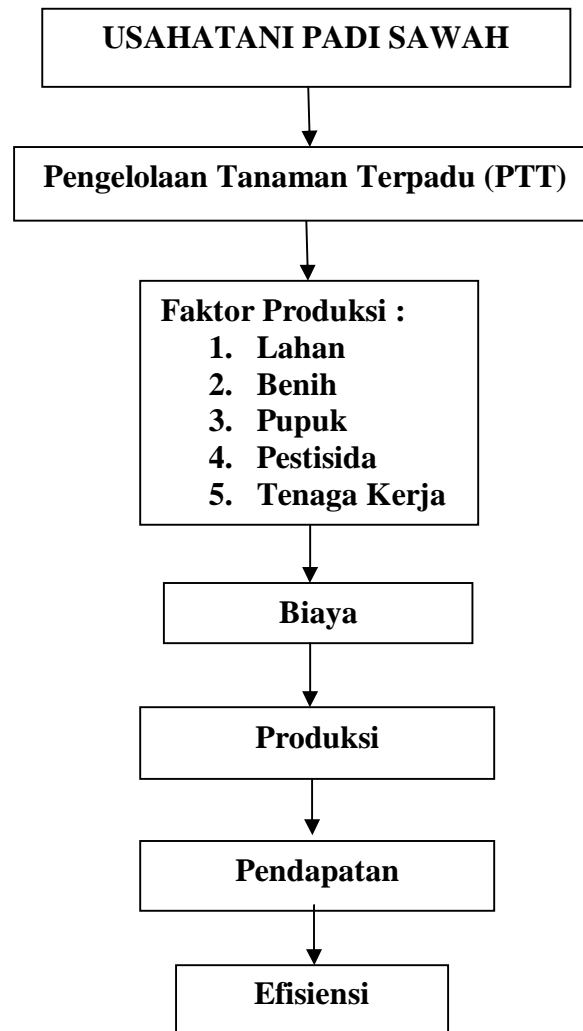 USAHATANI PADI SAWAH
Pengelolaan Tanaman Terpadu (PTT)
Faktor Produksi :
1. Lahan
2. Benih
3. Pupuk
4. Pestisida
5. Tenaga Kerja
Biaya
Produksi
Pendapatan
Efisiensi